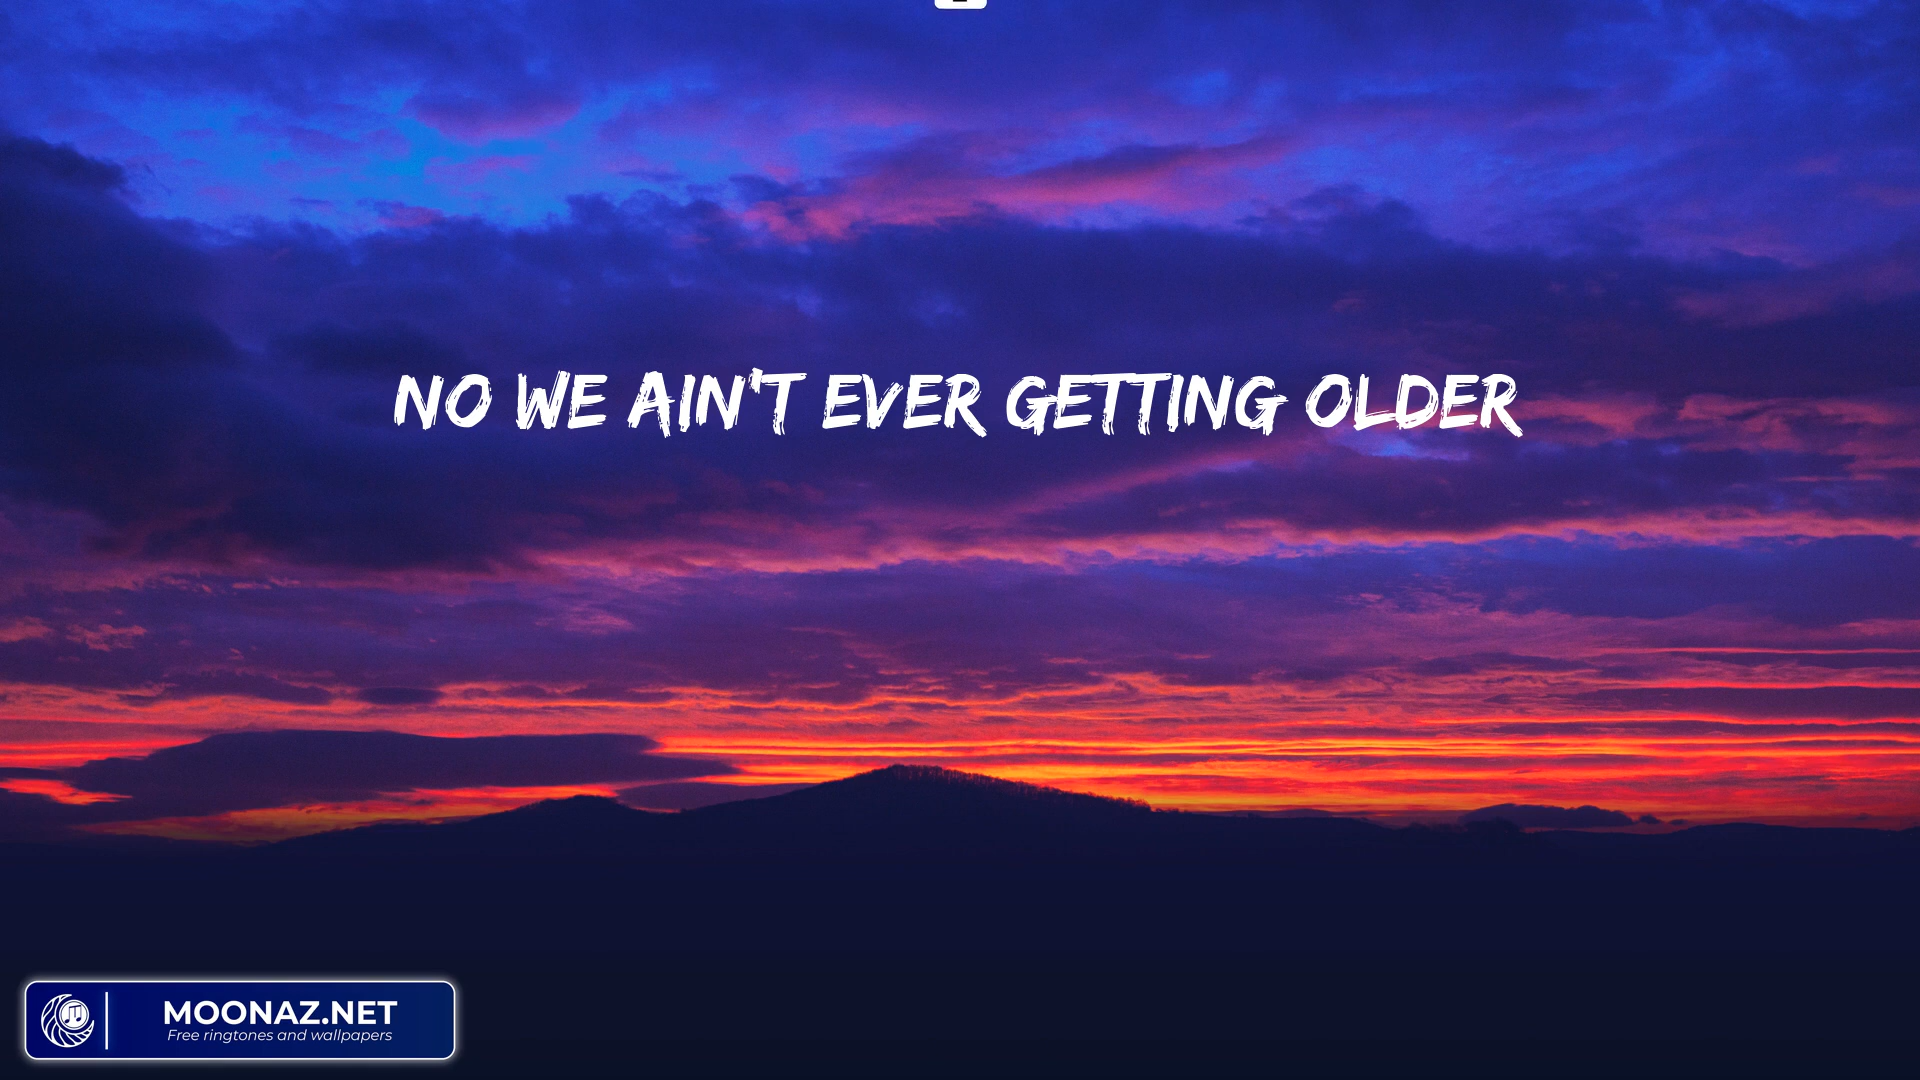 NO WE AIN'T EVER GETTING OLDER
MOONAZ.NET
Free ringtones and wallpapers